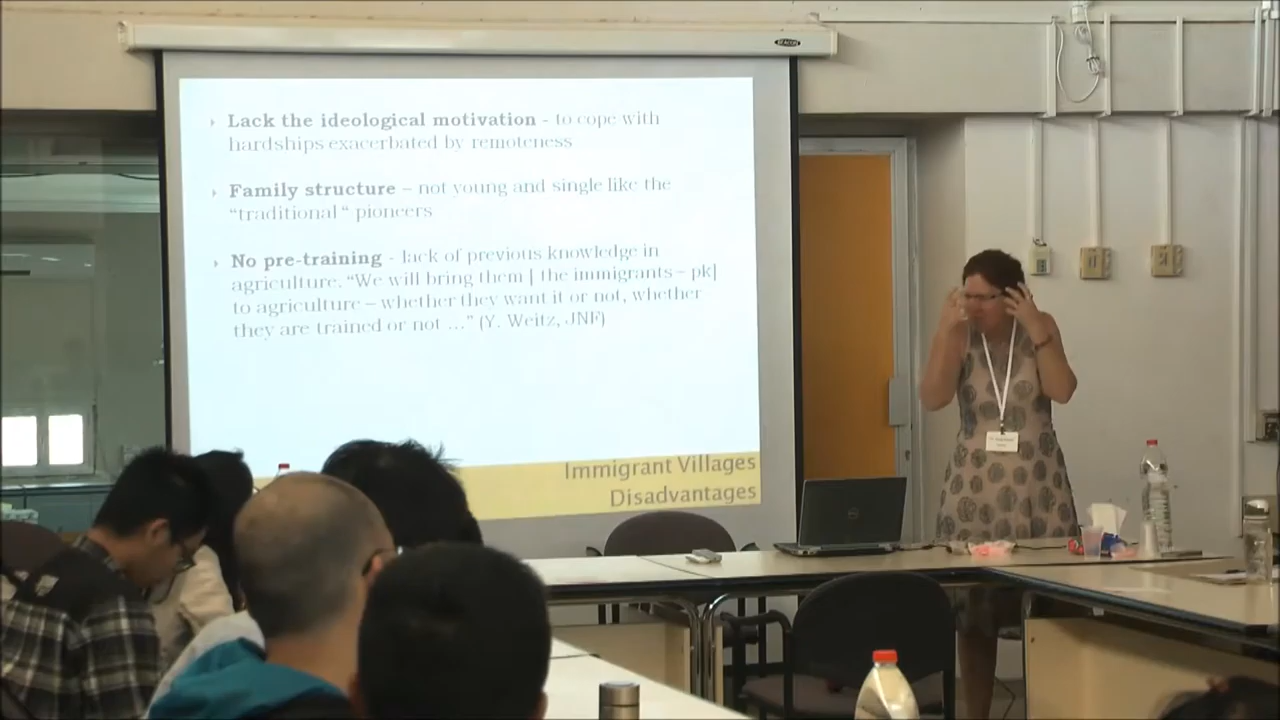 Lack the ideological motivation - to cope with
hardships exacerbated by remoteness
Family structure – not young and single like the
"traditional" pioneers
No pre-training - lack of previous knowledge in
agriculture. "We will bring them [ the immigrants – pk]
to agriculture – whether they want it or not, whether
they are trained or not ..." (Y. Weitz, JNF)
Immigrant Villages
Disadvantages